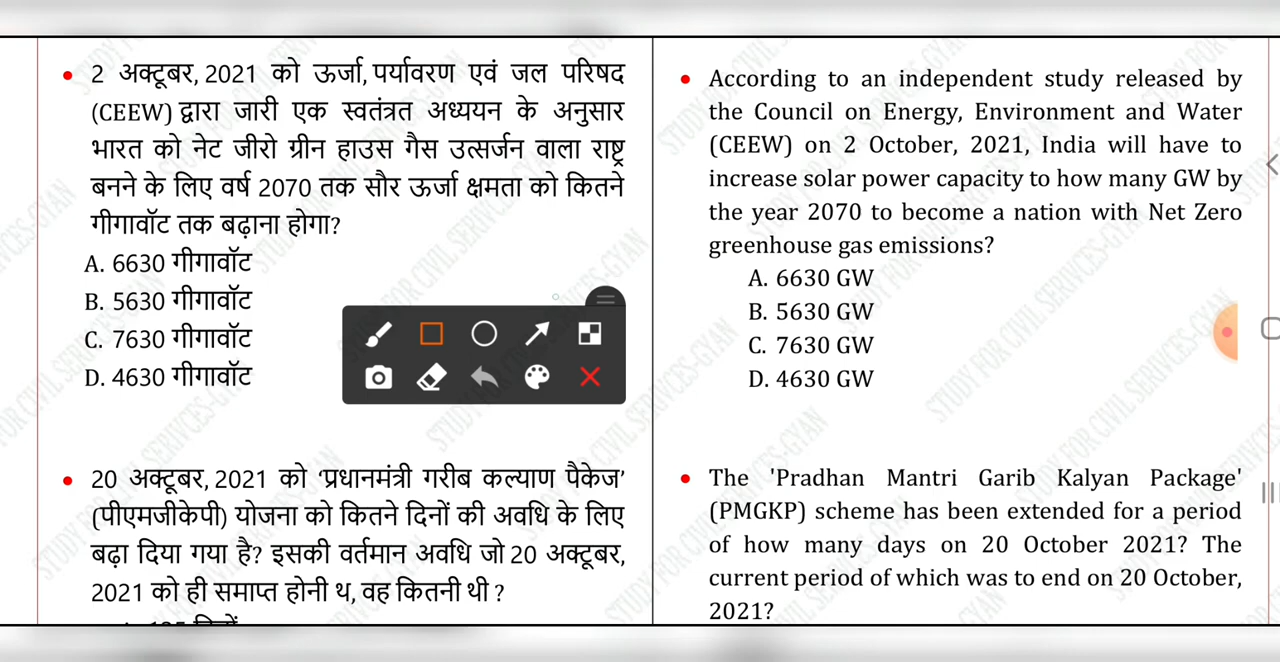 2 अक्टूबर, 2021 को ऊर्जा, पर्यावरण एवं जल परिषद
(CEEW) द्वारा जारी एक स्वतंत्रत अध्ययन के अनुसार
भारत को नेट जीरो ग्रीन हाउस गैस उत्सर्जन वाला राष्ट्र
बनने के लिए वर्ष 2070 तक सौर ऊर्जा क्षमता को कितने
गीगावॉट तक बढ़ाना होगा?
A. 6630 गीगावॉट
B. 5630 गीगावॉट
C. 7630 गीगावॉट
D. 4630 गीगावॉट
20 अक्टूबर, 2021 को ‘प्रधानमंत्री गरीब कल्याण पैकेज’
(पीएमजीकेपी) योजना को कितने दिनों की अवधि के लिए
बढ़ा दिया गया है? इसकी वर्तमान अवधि जो 20 अक्टूबर,
2021 को ही समाप्त होनी थ, वह कितनी थी ?
According to an independent study released by
the Council on Energy, Environment and Water
(CEEW) on 2 October, 2021, India will have to
increase solar power capacity to how many GW by
the year 2070 to become a nation with Net Zero
greenhouse gas emissions?
A. 6630 GW
B. 5630 GW
C. 7630 GW
D. 4630 GW
The 'Pradhan Mantri Garib Kalyan Package'
(PMGKP) scheme has been extended for a period
of how many days on 20 October 2021? The
current period of which was to end on 20 October,
2021?
STUDY FOR CIVIL SERIVCES-GYAN